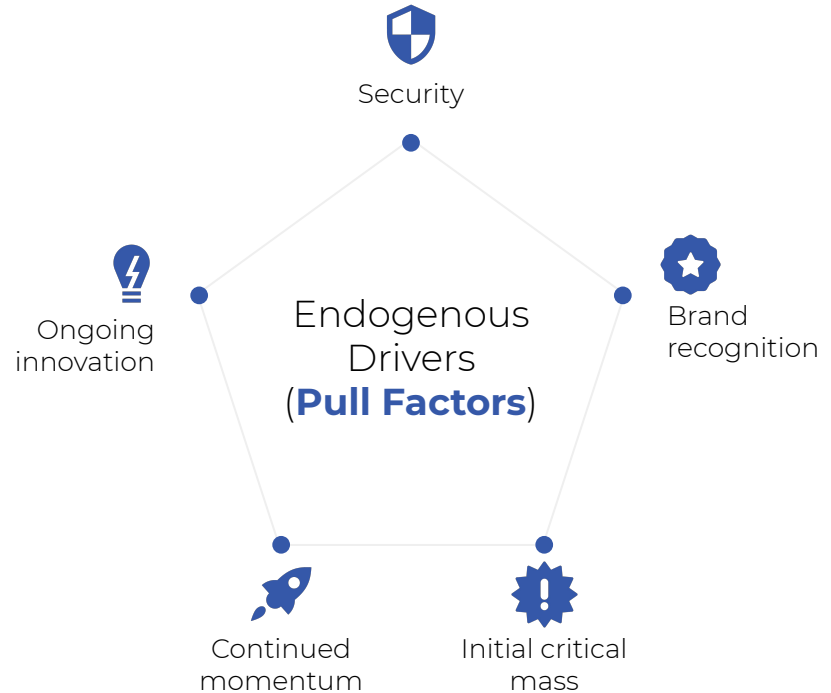 Security
Brand
recognition
Ongoing
innovation
Endogenous
Drivers
(Pull Factors)
Continued
momentum
Initial critical
mass